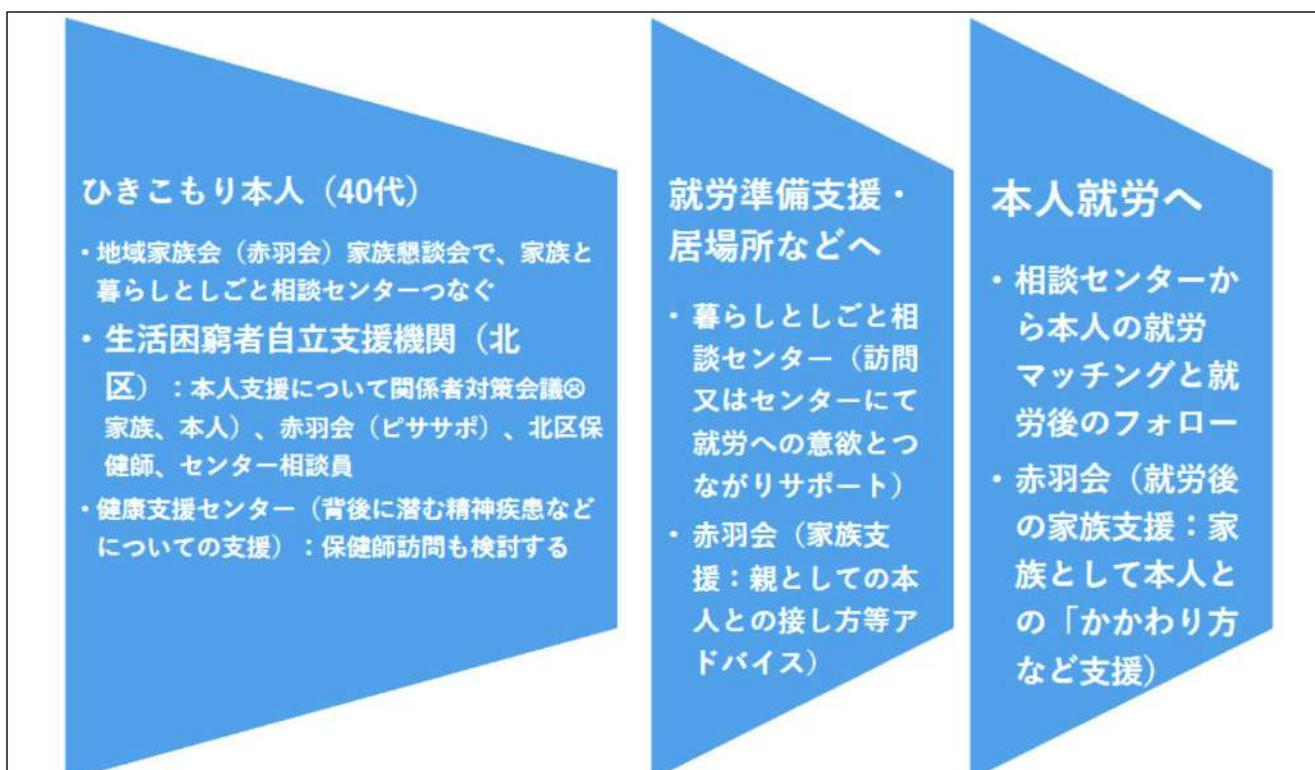 ひきこもり本人（40代）
・地域家族会（赤羽会）家族懇談会で、家族と
暮らしとしごと相談センターつなぐ
・生活困窮者自立支援機関（北
区）：本人支援について関係者対策会議☹
家族、本人）、赤羽会（ピササポ）、北区保
健師、センター相談員
・健康支援センター（背後に潜む精神疾患など
についての支援）：保健師訪問も検討する
就労準備支援・
居場所などへ
・暮らしとしごと相
談センター（訪問
又はセンターにて
就労への意欲とつ
ながりサポート）
・赤羽会（家族支
援：親としての本
人との接し方等ア
ドバイス）
本人就労へ
・相談センターか
ら本人の就労
マッチングと就
労後のフォロー
・赤羽会（就労後
の家族支援：家
族として本人と
の「かかわり方
など支援）